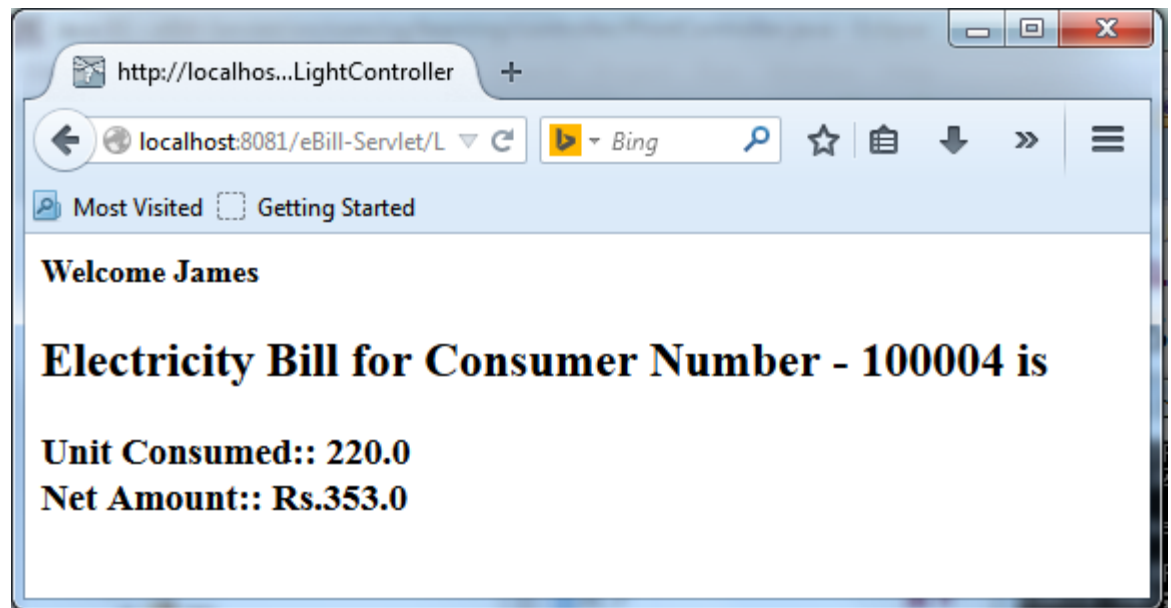 http://localhos...LightController
localhost:8081/eBill-Servlet/L
Bing
Most Visited
Getting Started
Welcome James
Electricity Bill for Consumer Number - 100004 is
Unit Consumed:: 220.0
Net Amount:: Rs.353.0